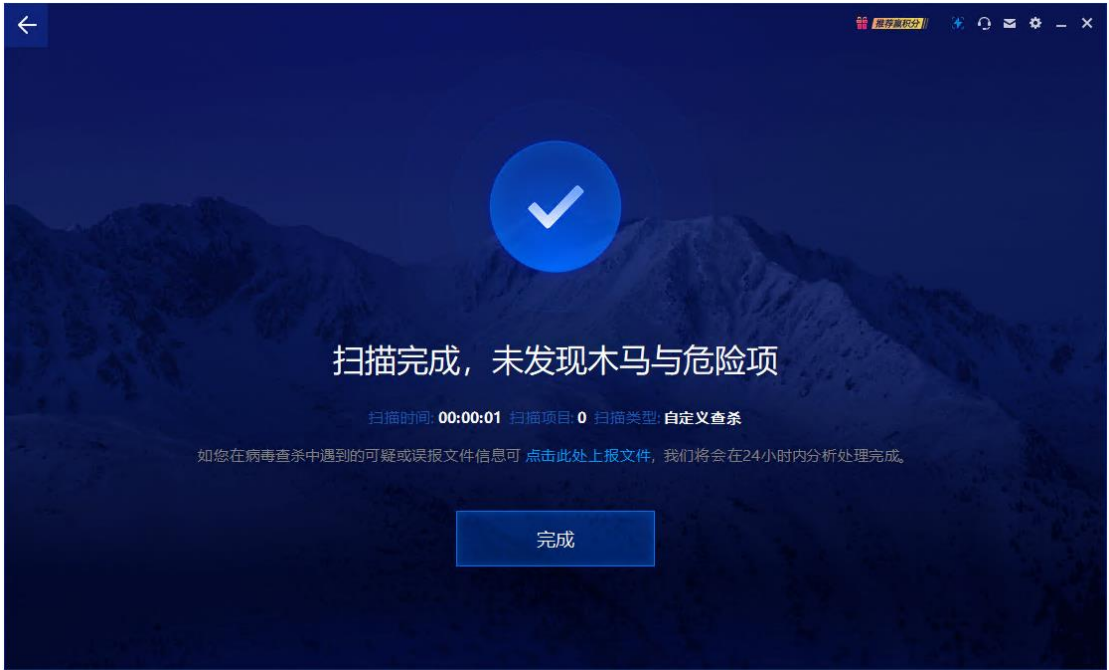 推荐赢积分
扫描完成，未发现木马与危险项
扫描时间: 00:00:01 扫描项目: 0 扫描类型: 自定义查杀
如您在病毒查杀中遇到的可疑或误报文件信息可 点击此处上报文件，我们将会在24小时内分析处理完成。
完成